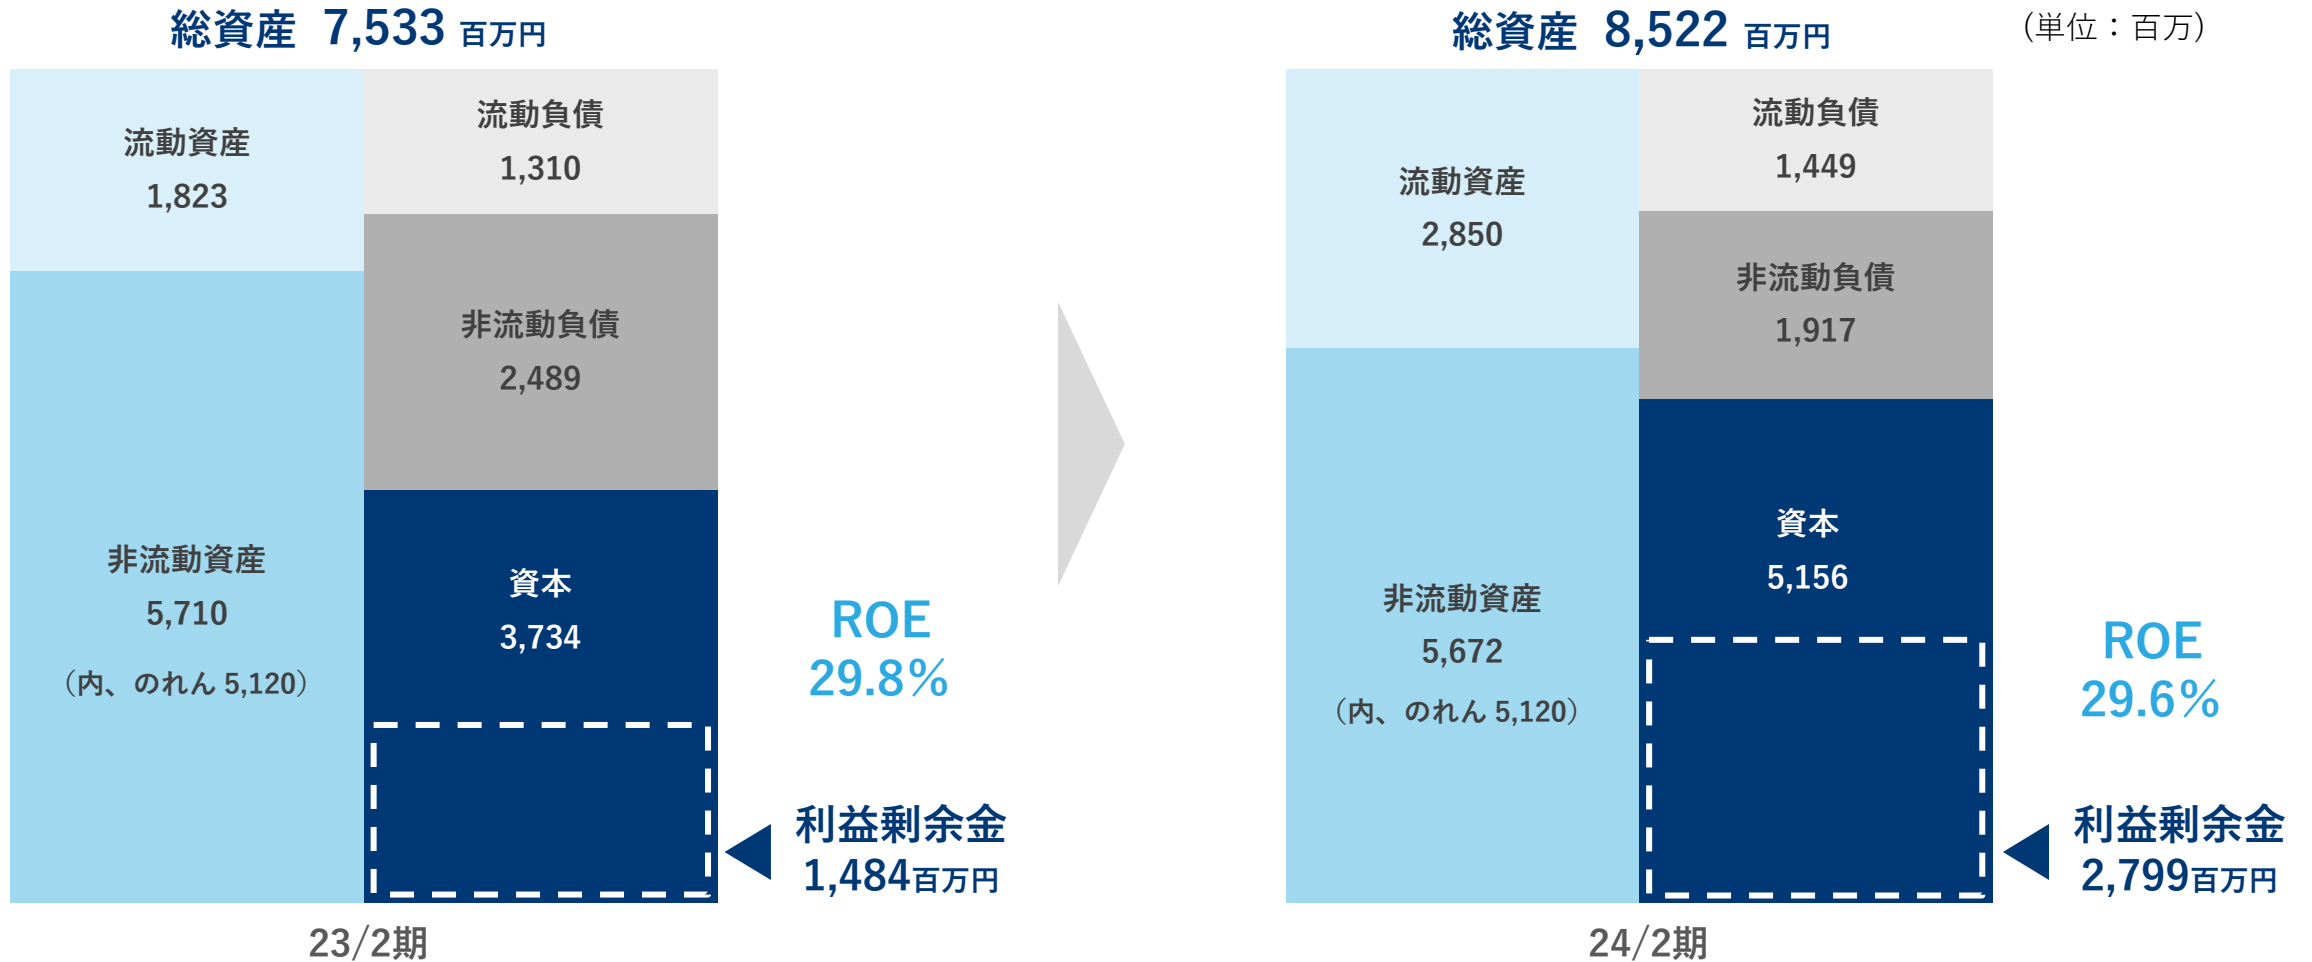 総資産 7,533 百万円
流動資産
1,823
非流動資産
5,710
（内、のれん 5,120）
流動負債
1,310
非流動負債
2,489
資本
3,734
ROE
29.8%
利益剰余金
1,484百万円
23/2期
総資産 8,522 百万円
（単位：百万）
流動資産
2,850
非流動資産
5,672
（内、のれん 5,120）
流動負債
1,449
非流動負債
1,917
資本
5,156
ROE
29.6%
利益剰余金
2,799百万円
24/2期